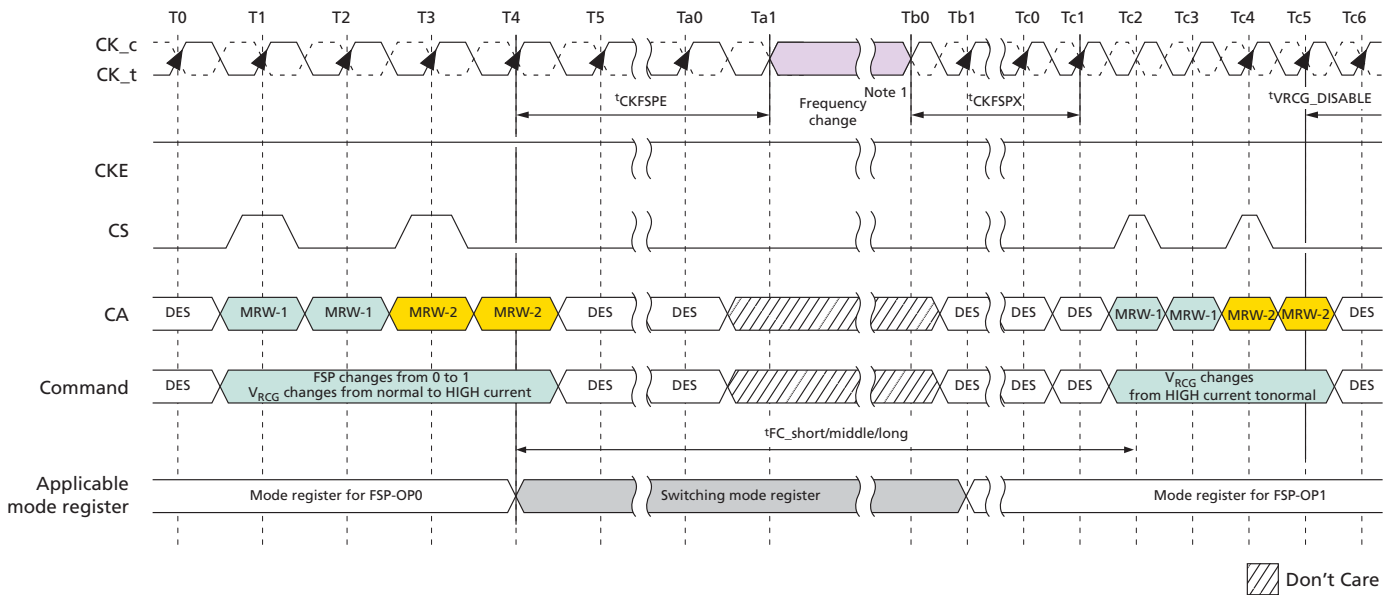 T0 T1 T2 T3 T4 T5 Ta0 Ta1 Tb0 Tb1 Tc0 Tc1 Tc2 Tc3 Tc4 Tc5 Tc6
CK_c
CK_t
tCKFSPE
Frequency
change
Note 1
tCKFSPX
tVRCG_DISABLE
CKE
CS
CA
DES MRW-1 MRW-1 MRW-2 MRW-2 DES DES DES DES DES MRW-1 MRW-1 MRW-2 MRW-2 DES
Command
DES
FSP changes from 0 to 1
VRCG changes from normal to HIGH current
DES DES DES DES DES
VRCG changes
from HIGH current tonormal
DES
tFC_short/middle/long
Applicable
mode register
Mode register for FSP-OP0
Switching mode register
Mode register for FSP-OP1
Don't Care